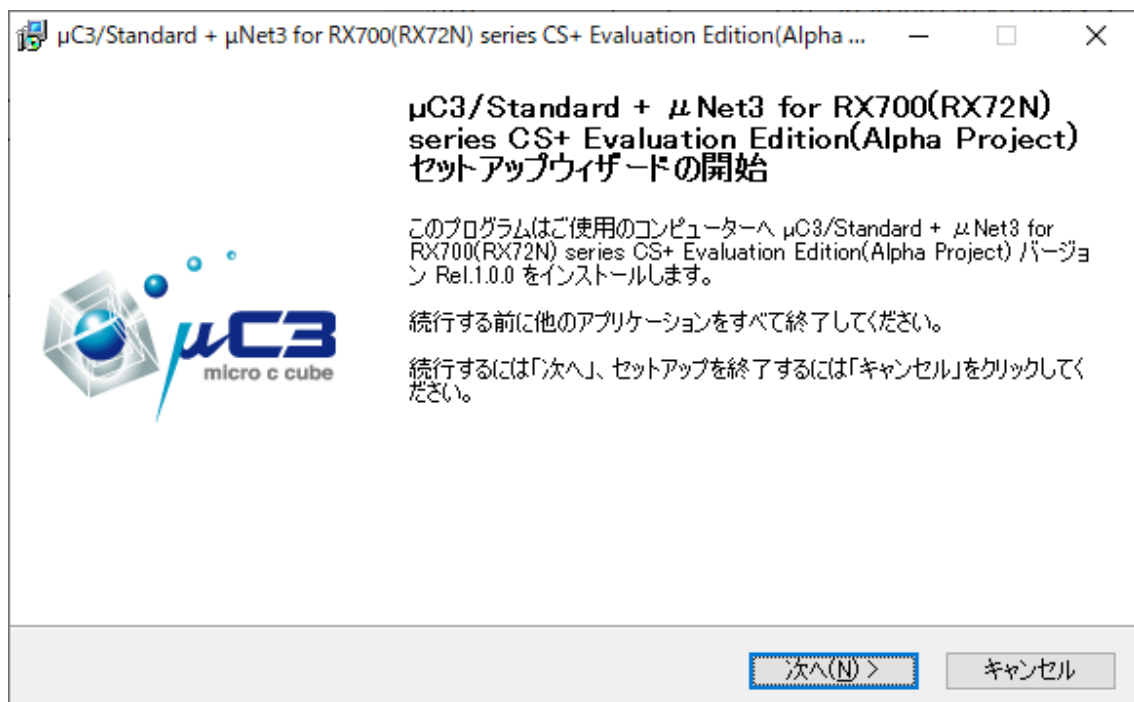 µC3/Standard + µNet3 for RX700(RX72N) series CS+ Evaluation Edition(Alpha ...
µC3/Standard + μNet3 for RX700(RX72N)
series CS+ Evaluation Edition(Alpha Project)
セットアップウィザードの開始
このプログラムはご使用のコンピューターへ µC3/Standard + μNet3 for
RX700(RX72N) series CS+ Evaluation Edition(Alpha Project) バージョ
ン Rel.1.0.0 をインストールします。
続行する前に他のアプリケーションをすべて終了してください。
続行するには「次へ」、セットアップを終了するには「キャンセル」をクリックしてく
ださい。
μC3
micro c cube
次へ(N) >
キャンセル